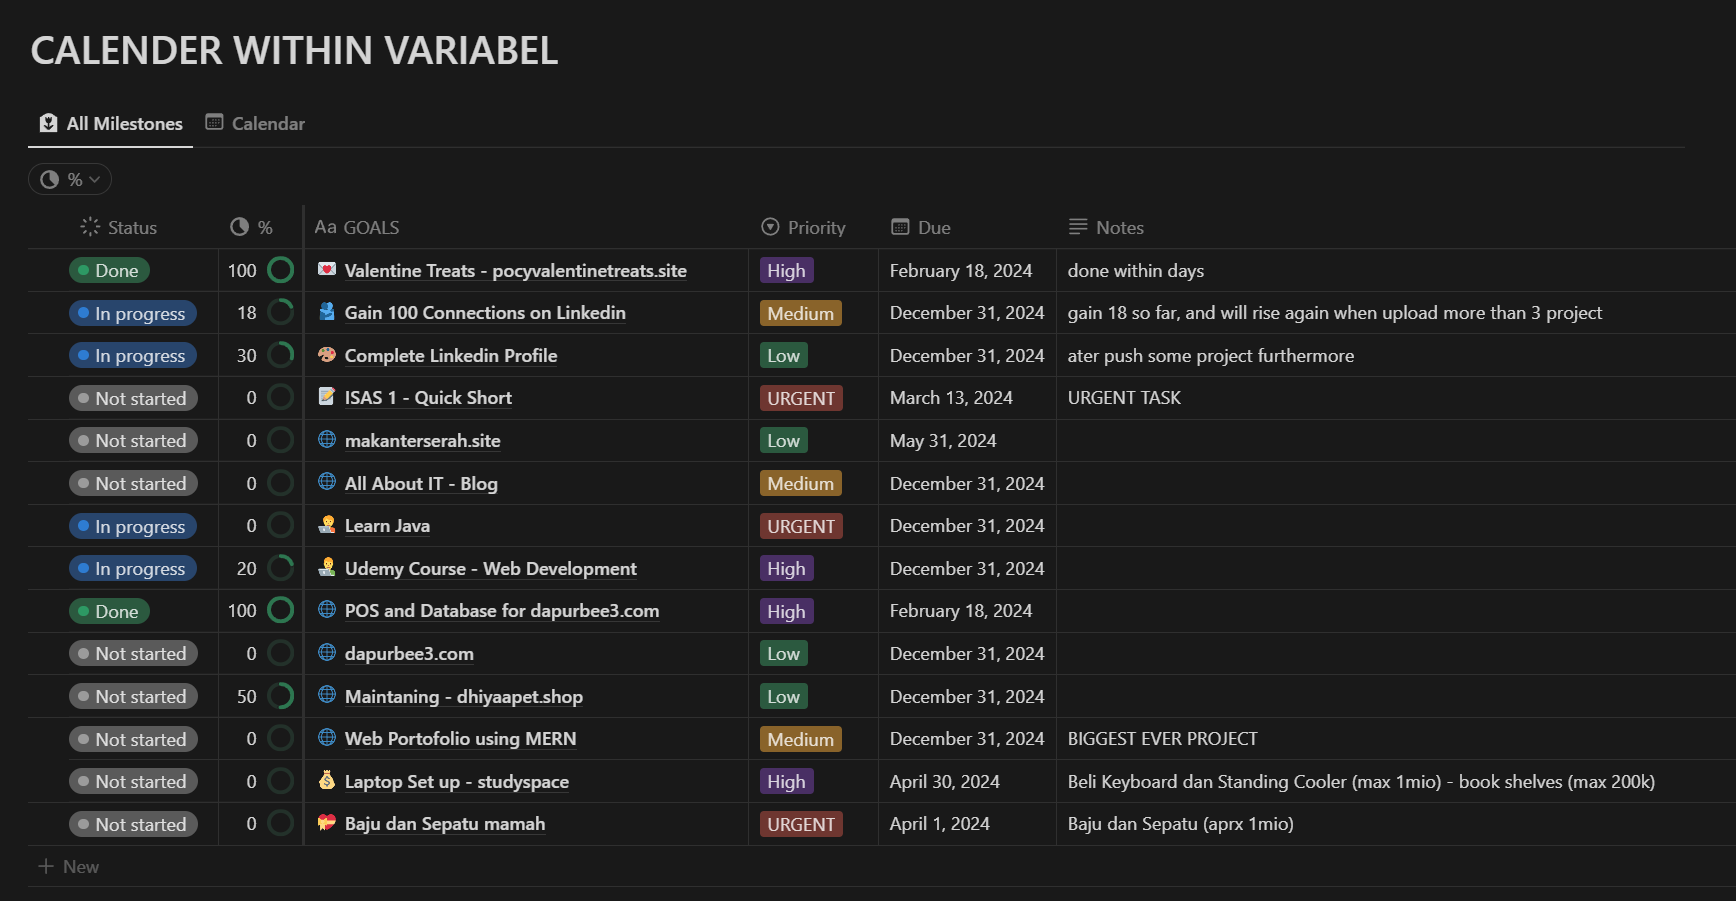 CALENDER WITHIN VARIABEL
All Milestones Calendar
%
Status % Aa GOALS Priority Due Notes
Done 100 Valentine Treats - pocyvalentinetreats.site High February 18, 2024 done within days
In progress 18 Gain 100 Connections on Linkedin Medium December 31, 2024 gain 18 so far, and will rise again when upload more than 3 project
In progress 30 Complete Linkedin Profile Low December 31, 2024 ater push some project furthermore
Not started 0 ISAS 1 - Quick Short URGENT March 13, 2024 URGENT TASK
Not started 0 makanterserah.site Low May 31, 2024
Not started 0 All About IT - Blog Medium December 31, 2024
In progress 0 Learn Java URGENT December 31, 2024
In progress 20 Udemy Course - Web Development High December 31, 2024
Done 100 POS and Database for dapurbee3.com High February 18, 2024
Not started 0 dapurbee3.com Low December 31, 2024
Not started 50 Maintaning - dhiyaapet.shop Low December 31, 2024
Not started 0 Web Portofolio using MERN Medium December 31, 2024 BIGGEST EVER PROJECT
Not started 0 Laptop Set up - studyspace High April 30, 2024 Beli Keyboard dan Standing Cooler (max 1mio) - book shelves (max 200k)
Not started 0 Baju dan Sepatu mamah URGENT April 1, 2024 Baju dan Sepatu (aprx 1mio)
+ New